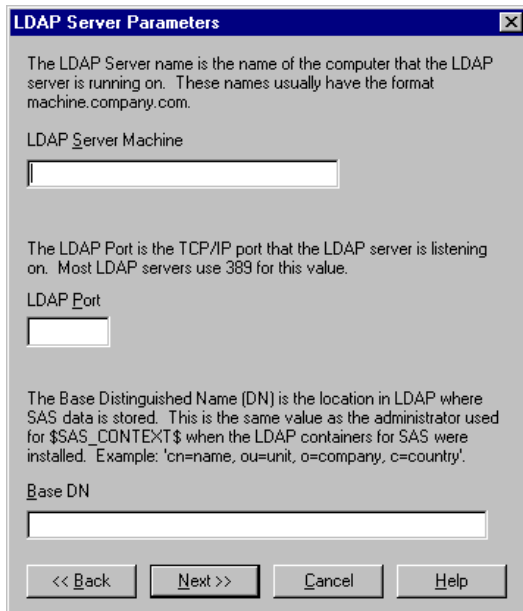 LDAP Server Parameters
The LDAP Server name is the name of the computer that the LDAP
server is running on.  These names usually have the format
machine.company.com.
LDAP Server Machine
The LDAP Port is the TCP/IP port that the LDAP server is listening
on.  Most LDAP servers use 389 for this value.
LDAP Port
The Base Distinguished Name (DN) is the location in LDAP where
SAS data is stored.  This is the same value as the administrator used
for $SAS_CONTEXT$ when the LDAP containers for SAS were
installed.  Example: 'cn=name, ou=unit, o=company, c=country'.
Base DN
<< Back Next >> Cancel Help